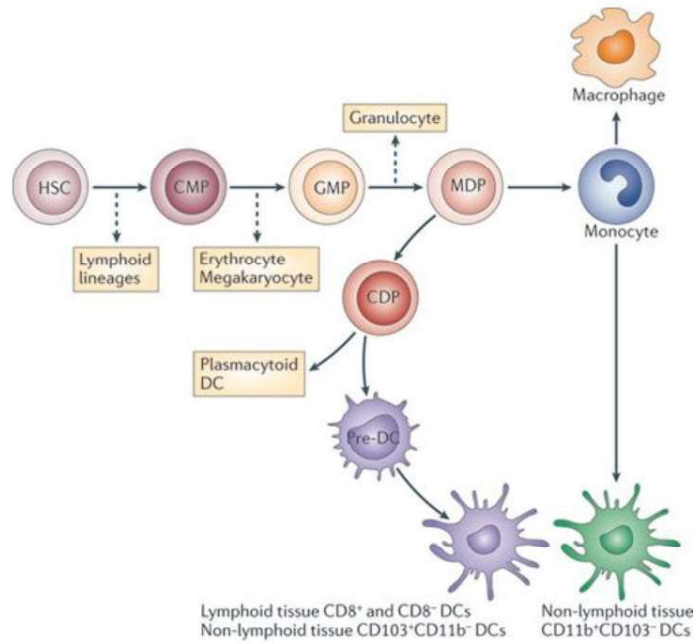 Macrophage
Granulocyte
HSC
CMP
GMP
MDP
Monocyte
Lymphoid
lineages
Erythrocyte
Megakaryocyte
CDP
Plasmacytoid
DC
Pre-DC
Lymphoid tissue CD8⁺ and CD8⁻ DCs
Non-lymphoid tissue CD103⁺CD11b⁻ DCs
Non-lymphoid tissue
CD11b⁺CD103⁻ DCs